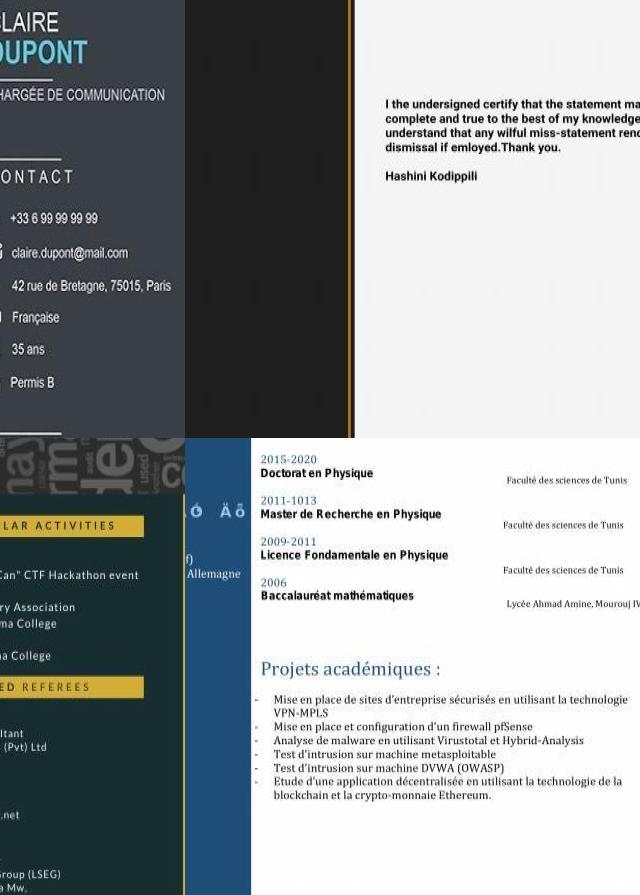 CLAIRE
DUPONT
CHARGÉE DE COMMUNICATION
CONTACT
+33 6 99 99 99 99
claire.dupont@mail.com
42 rue de Bretagne, 75015, Paris
Française
35 ans
Permis B
I the undersigned certify that the statement ma
complete and true to the best of my knowledge
understand that any wilful miss-statement rend
dismissal if emloyed.Thank you.
Hashini Kodippili
may
used
LAR ACTIVITIES
Can" CTF Hackathon event
ry Association
ma College
a College
ED REFEREES
ltant
(Pvt) Ltd
.net
Group (LSEG)
a Mw,
f)
Allemagne
2015-2020
Doctorat en Physique
Faculté des sciences de Tunis
2011-1013
Master de Recherche en Physique
Faculté des sciences de Tunis
2009-2011
Licence Fondamentale en Physique
Faculté des sciences de Tunis
2006
Baccalauréat mathématiques
Lycée Ahmad Amine, Mourouj IV
Projets académiques :
- Mise en place de sites d'entreprise sécurisés en utilisant la technologie
VPN-MPLS
- Mise en place et configuration d'un firewall pfSense
- Analyse de malware en utilisant Virustotal et Hybrid-Analysis
- Test d'intrusion sur machine metasploitable
- Test d'intrusion sur machine DVWA (OWASP)
- Etude d'une application décentralisée en utilisant la technologie de la
blockchain et la crypto-monnaie Ethereum.